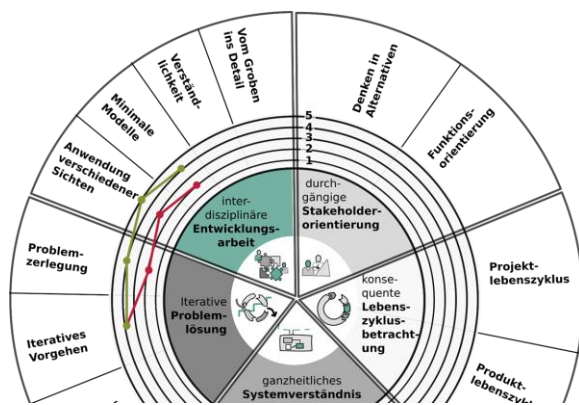 Vom Groben
ins Detail
Verständ-
lichkeit
Minimale
Modelle
Anwendung
verschiedener
Sichten
Problem-
zerlegung
Iteratives
Vorgehen
Denken in
Alternativen
Funktions-
orientierung
Projekt-
lebenszyklus
Produkt-
5
4
3
2
1
inter-
disziplinäre
Entwicklungs-
arbeit
durch-
gängige
Stakeholder-
orientierung
konse-
quente
Lebens-
zyklus-
betracht-
ung
Iterative
Problem-
lösung
ganzheitliches
Systemverständnis